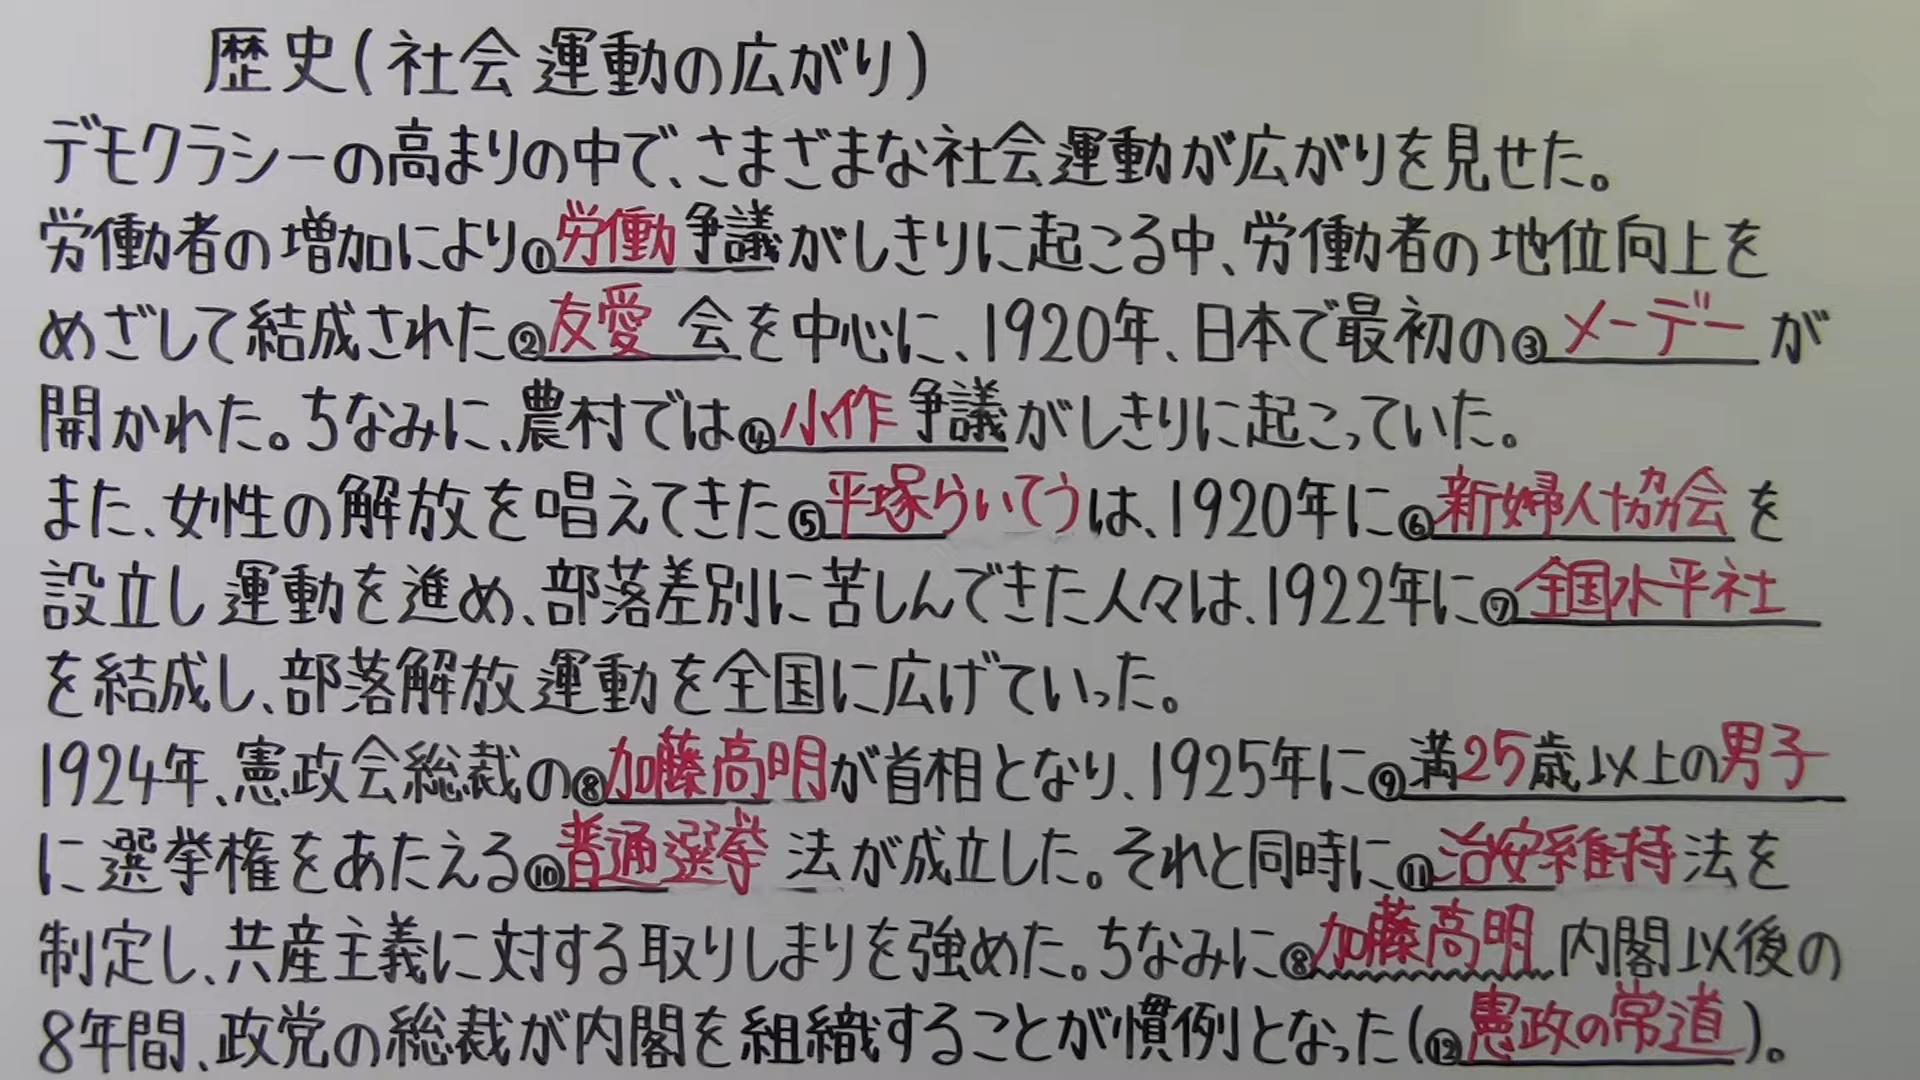 歴史(社会運動の広がり)
デモクラシーの高まりの中で、さまざまな社会運動が広がりを見せた。
労働者の増加により①労働争議がしきりに起こる中、労働者の地位向上を
めざして結成された②友愛会を中心に、1920年、日本で最初の③メーデーが
開かれた。ちなみに、農村では④小作争議がしきりに起こっていた。
また、女性の解放を唱えてきた⑤平塚らいてうは、1920年に⑥新婦人協会を
設立し運動を進め、部落差別に苦しんできた人々は、1922年に⑦全国水平社
を結成し、部落解放運動を全国に広げていった。
1924年、憲政会総裁の⑧加藤高明が首相となり、1925年に⑨満25歳以上の男子
に選挙権をあたえる⑩普通選挙法が成立した。それと同時に⑪治安維持法を
制定し、共産主義に対する取りしまりを強めた。ちなみに⑧加藤高明内閣以後の
8年間、政党の総裁が内閣を組織することが慣例となった(⑫憲政の常道)。